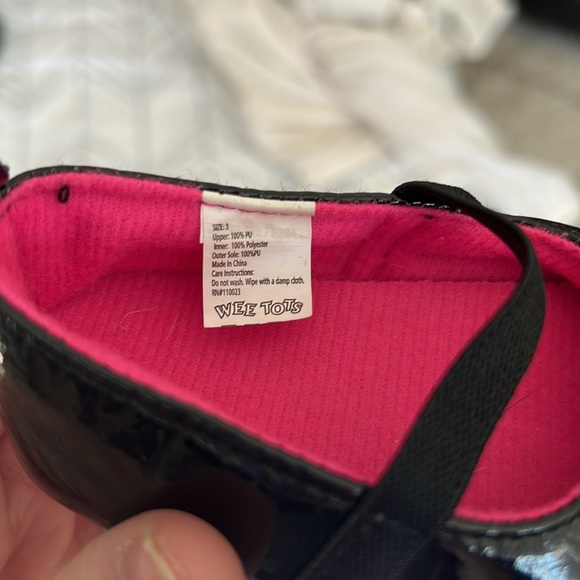 SIZE: 3
Upper: 100% PU
Inner: 100% Polyester
Outer Sole: 100%PU
Made In China
Care Instructions:
Do not wash. Wipe with a damp cloth.
RN#110023
WEE TOTS